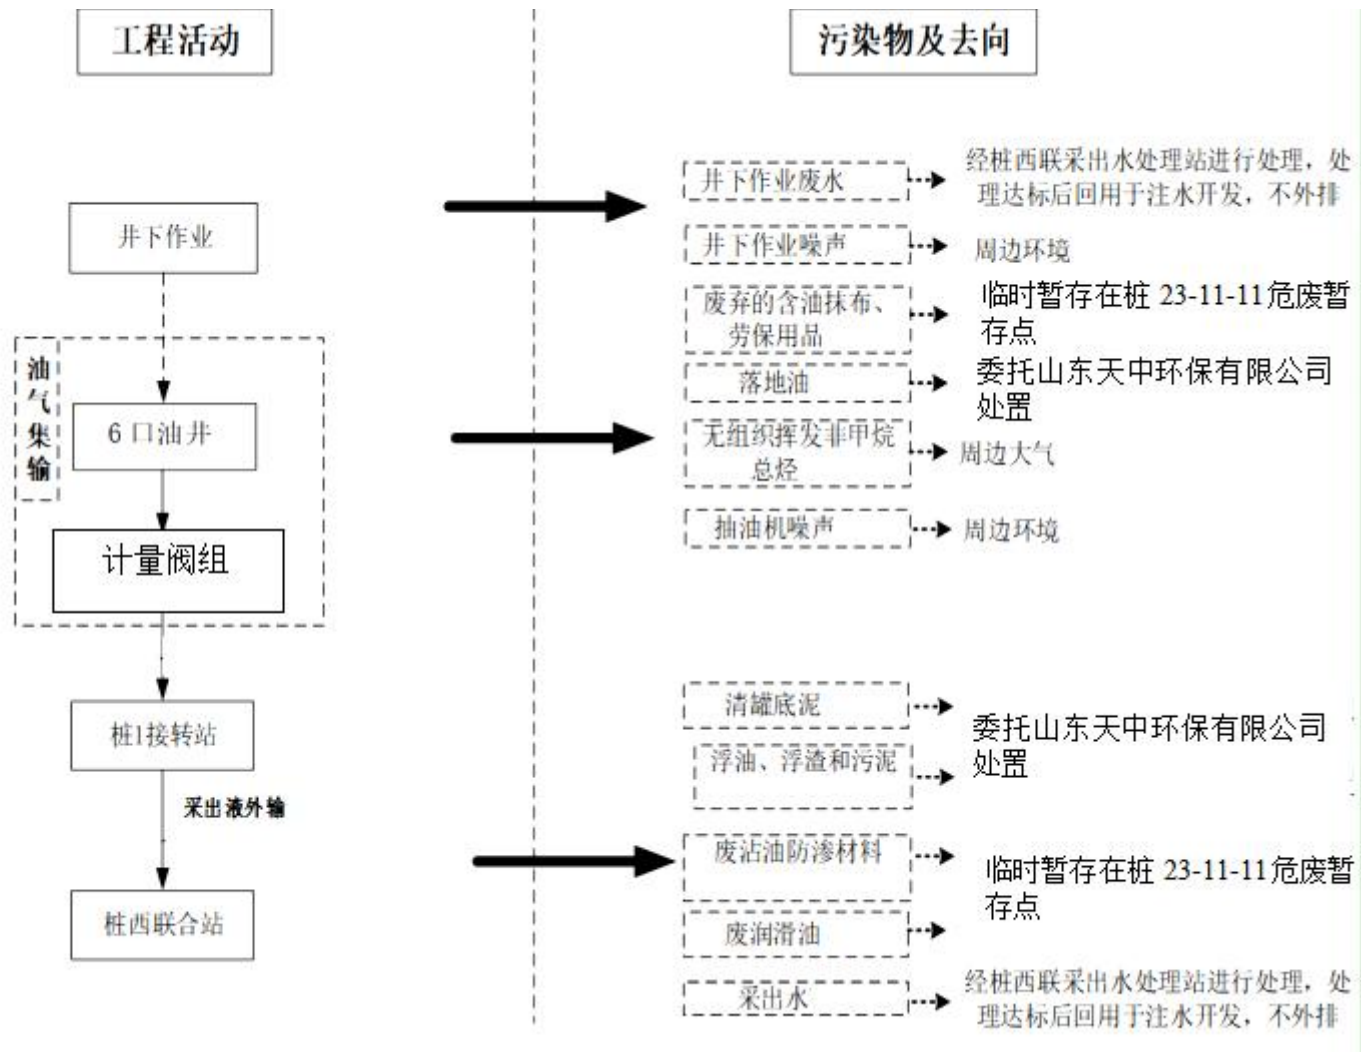 工程活动
污染物及去向
井下作业
油气集输
6口油井
计量阀组
桩1接转站
采出液外输
桩西联合站
井下作业废水
经桩西联采出水处理站进行处理，处
理达标后回用于注水开发，不外排
井下作业噪声
周边环境
废弃的含油抹布、
劳保用品
临时暂存在桩 23-11-11危废暂
存点
落地油
委托山东天中环保有限公司
处置
无组织挥发非甲烷
总烃
周边大气
抽油机噪声
周边环境
清罐底泥
浮油、浮渣和污泥
委托山东天中环保有限公司
处置
废沾油防渗材料
废润滑油
临时暂存在桩 23-11-11危废暂
存点
采出水
经桩西联采出水处理站进行处理，处
理达标后回用于注水开发，不外排